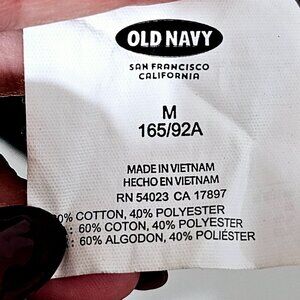 OLD NAVY
SAN FRANCISCO
CALIFORNIA
M
165/92A
MADE IN VIETNAM
HECHO EN VIETNAM
RN 54023 CA 17897
0% COTTON, 40% POLYESTER
: 60% COTON, 40% POLYESTER
: 60% ALGODON, 40% POLIÉSTER